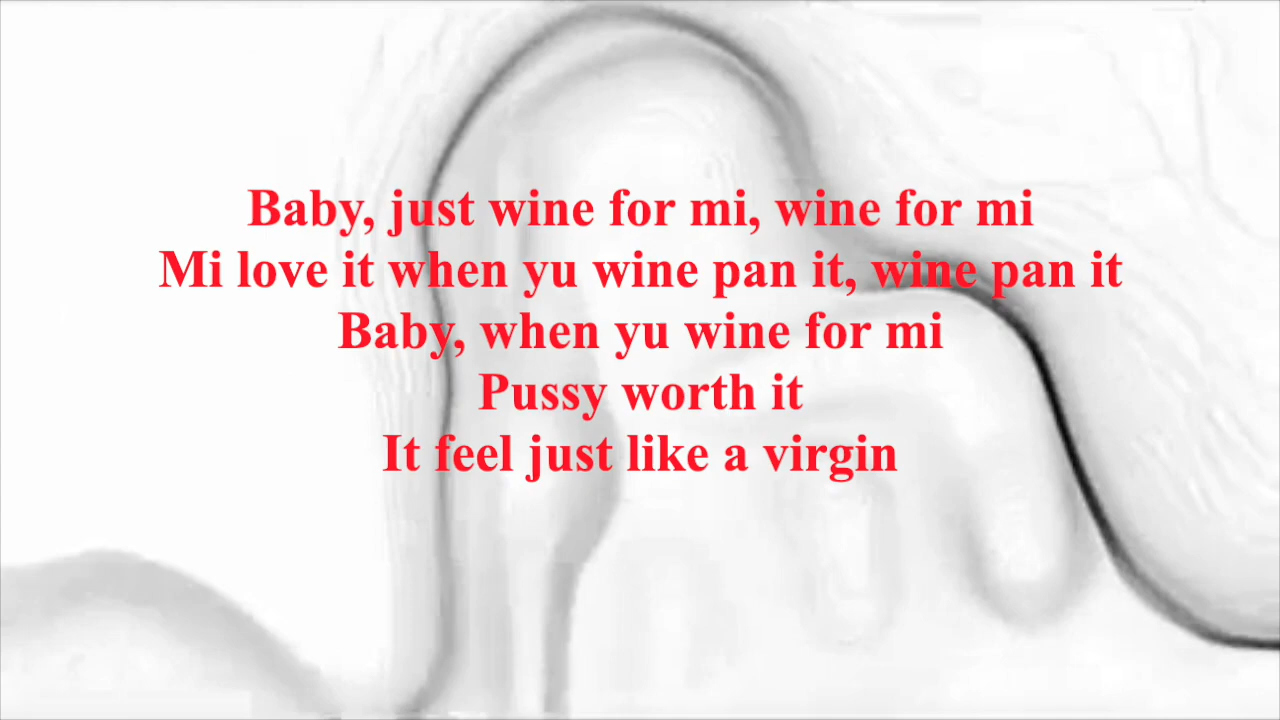 Baby, just wine for mi, wine for mi
Mi love it when yu wine pan it, wine pan it
Baby, when yu wine for mi
Pussy worth it
It feel just like a virgin